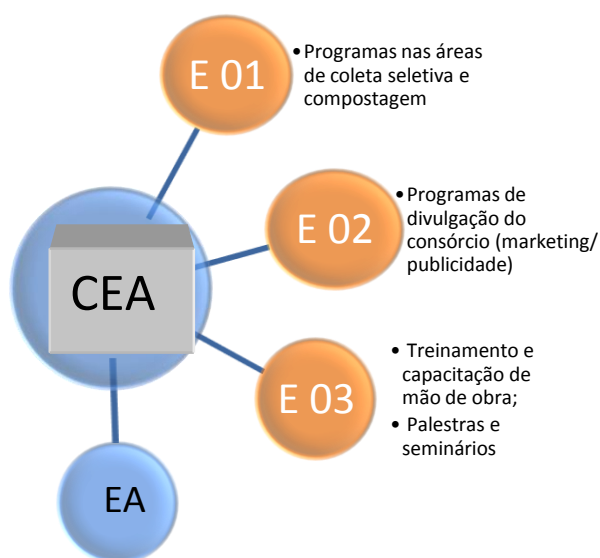 E 01
• Programas nas áreas
de coleta seletiva e
compostagem
E 02
• Programas de
divulgação do
consórcio (marketing/
publicidade)
CEA
E 03
• Treinamento e
capacitação de
mão de obra;
• Palestras e
seminários
EA